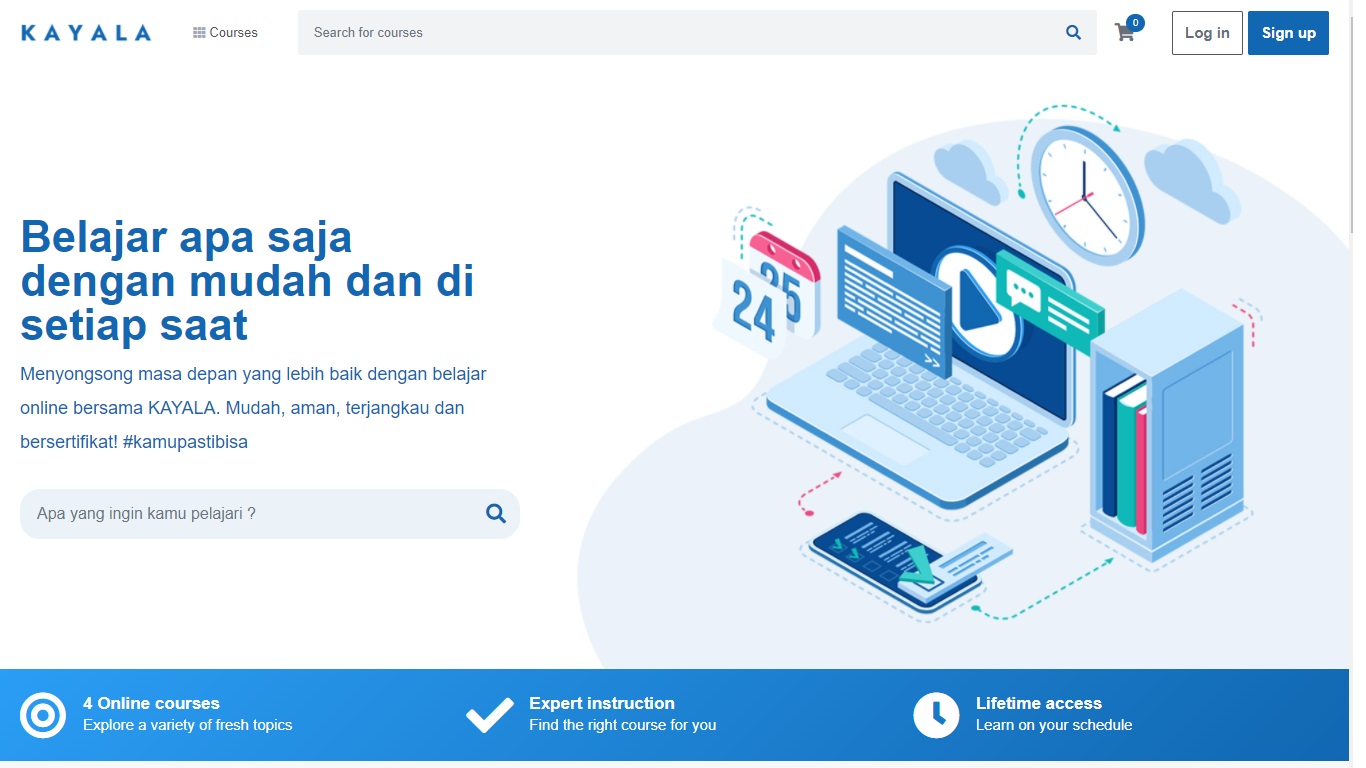 KAYALA
Courses
Search for courses
0
Log in
Sign up
Belajar apa saja
dengan mudah dan di
setiap saat
Menyongsong masa depan yang lebih baik dengan belajar
online bersama KAYALA. Mudah, aman, terjangkau dan
bersertifikat! #kamupastibisa
Apa yang ingin kamu pelajari ?
25
24
4 Online courses
Explore a variety of fresh topics
Expert instruction
Find the right course for you
Lifetime access
Learn on your schedule